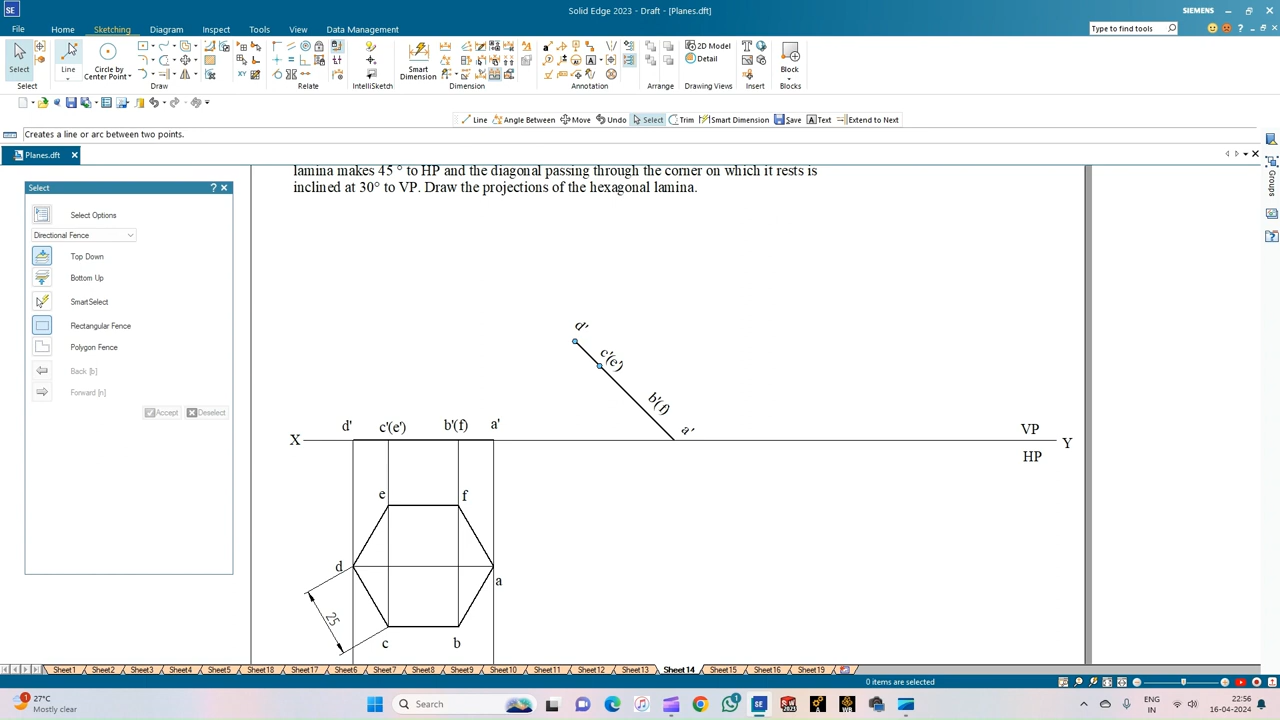 Solid Edge 2023 - Draft - [Planes.dft]
SIEMENS
File
Home
Sketching
Diagram
Inspect
Tools
View
Data Management
Type to find tools
Select
Line
Circle by
Center Point
Smart
Dimension
2D Model
Detail
Block
Select
Draw
Relate
IntelliSketch
Dimension
Annotation
Arrange
Drawing Views
Insert
Blocks
Line
Angle Between
Move
Undo
Select
Trim
Smart Dimension
Save
Text
Extend to Next
Creates a line or arc between two points.
Planes.dft
Select
Select Options
Directional Fence
Top Down
Bottom Up
SmartSelect
Rectangular Fence
Polygon Fence
Back [b]
Forward [n]
Accept
Deselect
Groups
lamina makes 45 ° to HP and the diagonal passing through the corner on which it rests is
inclined at 30° to VP. Draw the projections of the hexagonal lamina.
d'
c'(e')
b'(f)
a'
d'
c'(e')
b'(f)
a'
X
VP
Y
HP
e
f
d
a
25
c
b
Sheet1
Sheet2
Sheet3
Sheet4
Sheet5
Sheet18
Sheet17
Sheet6
Sheet7
Sheet8
Sheet9
Sheet10
Sheet11
Sheet12
Sheet13
Sheet14
Sheet15
Sheet16
Sheet19
0 items are selected
27°C
Mostly clear
Search
ENG
IN
22:56
16-04-2024